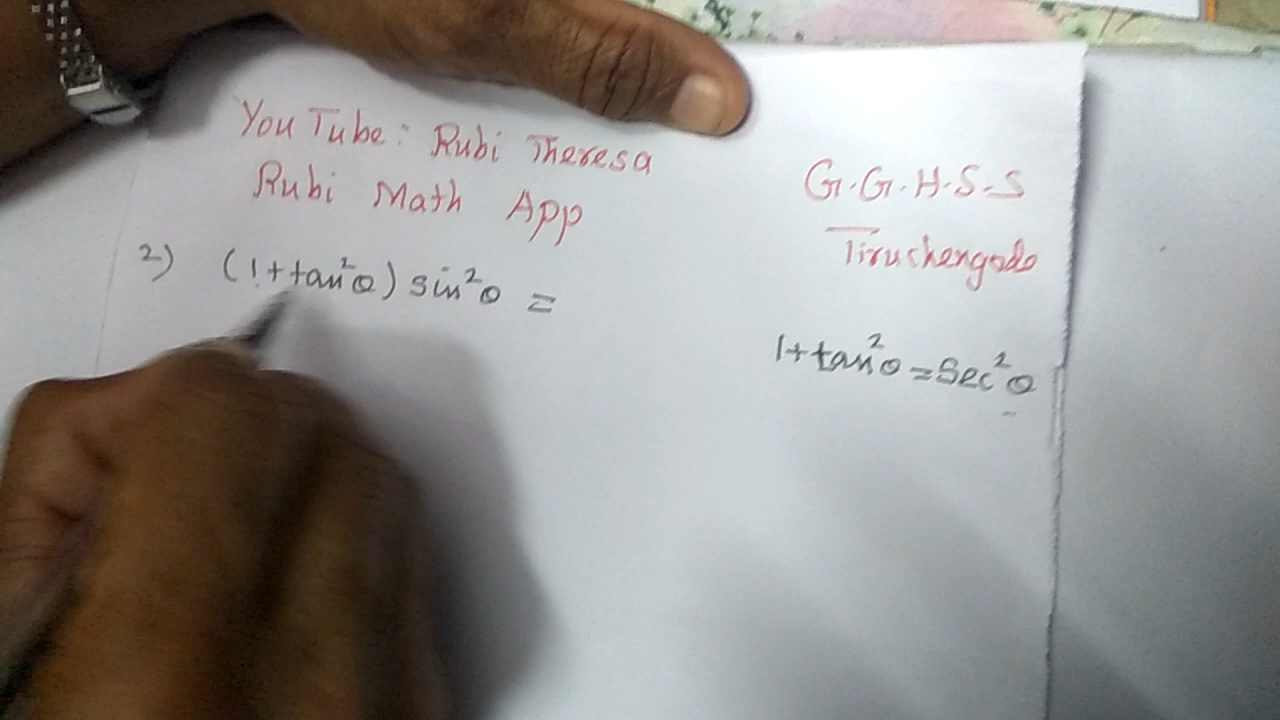 YouTube: Rubi Theresa
Rubi Math App
G.G.H.S.S
Tiruchengode
2) (1+tan²θ) sin²θ =
1+tan²θ = Sec²θ